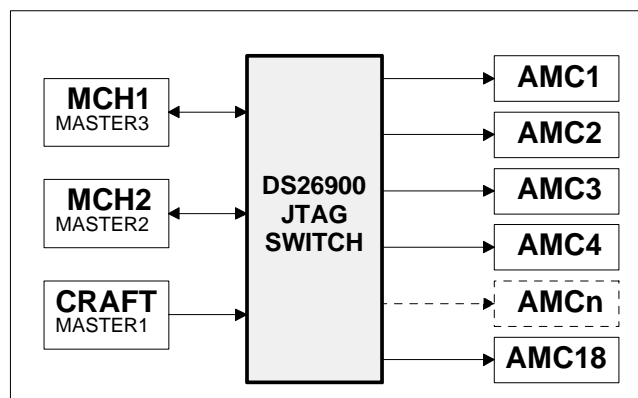 MCH1
MASTER3
MCH2
MASTER2
CRAFT
MASTER1
DS26900
JTAG
SWITCH
AMC1
AMC2
AMC3
AMC4
AMCn
AMC18